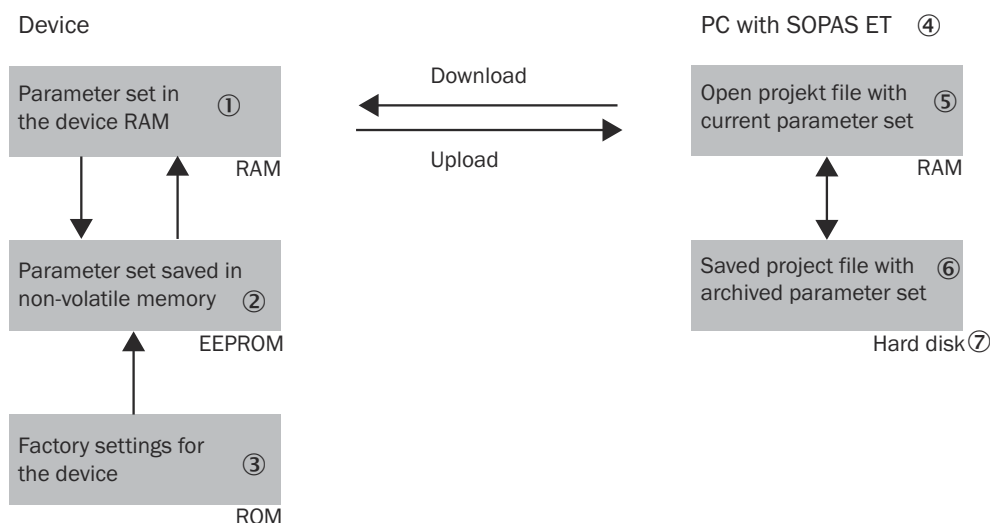 Device
PC with SOPAS ET ④
Parameter set in
the device RAM ①
RAM
Download
Upload
Open projekt file with
current parameter set ⑤
RAM
Parameter set saved in
non-volatile memory ②
EEPROM
Saved project file with
archived parameter set ⑥
Hard disk ⑦
Factory settings for
the device ③
ROM